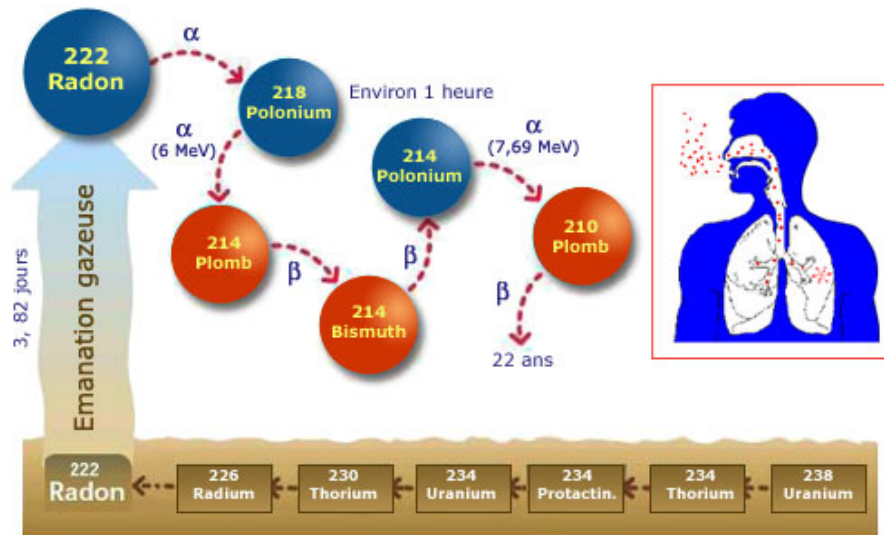 α
222
Radon
218
Polonium
Environ 1 heure
α
(6 MeV)
214
Plomb
β
214
Bismuth
β
214
Polonium
α
(7,69 MeV)
210
Plomb
β
22 ans
3, 82 jours
Emanation gazeuse
222
Radon
226
Radium
230
Thorium
234
Uranium
234
Protactin.
234
Thorium
238
Uranium